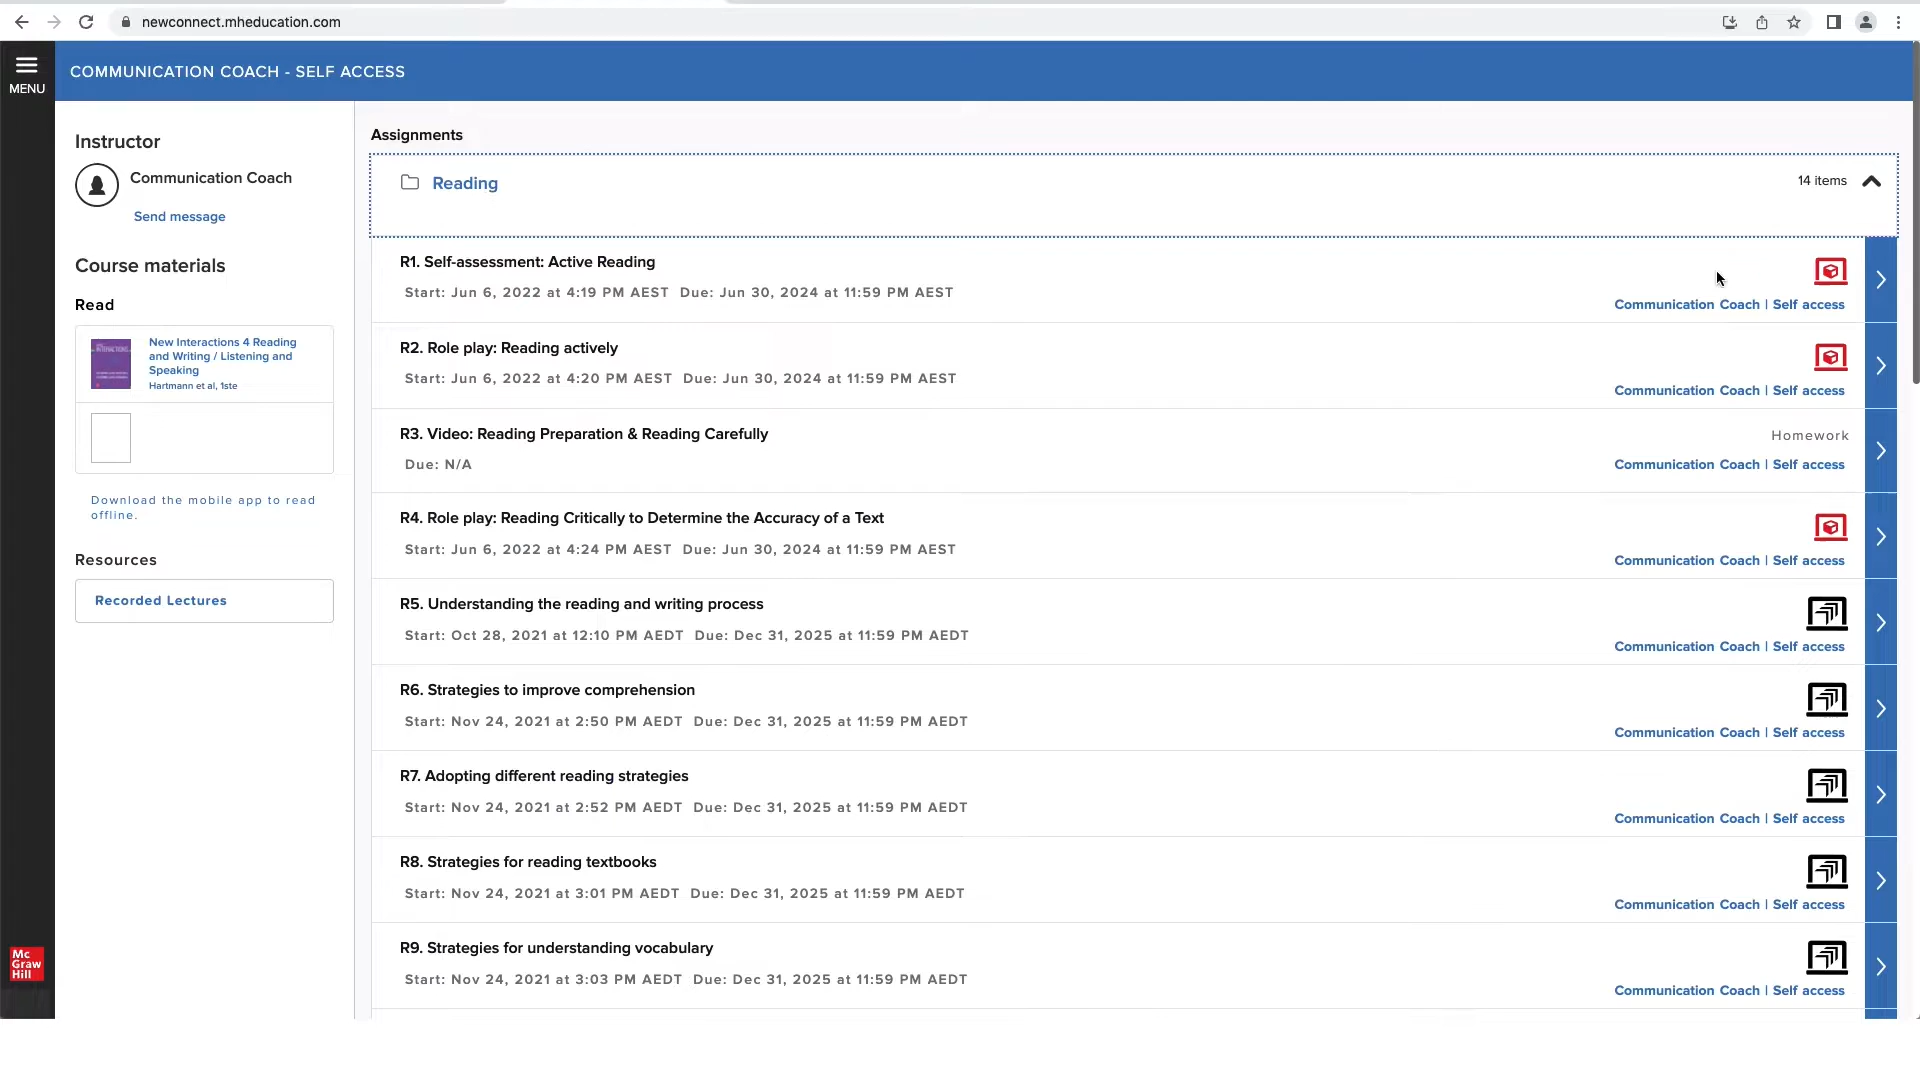 newconnect.mheducation.com
MENU
COMMUNICATION COACH - SELF ACCESS
Instructor
Communication Coach
Send message
Course materials
Read
New Interactions 4 Reading
and Writing / Listening and
Speaking
Hartmann et al, 1ste
Download the mobile app to read
offline.
Resources
Recorded Lectures
Mc
Graw
Hill
Assignments
Reading
14 items
R1. Self-assessment: Active Reading
Start: Jun 6, 2022 at 4:19 PM AEST Due: Jun 30, 2024 at 11:59 PM AEST
Communication Coach | Self access
R2. Role play: Reading actively
Start: Jun 6, 2022 at 4:20 PM AEST Due: Jun 30, 2024 at 11:59 PM AEST
Communication Coach | Self access
R3. Video: Reading Preparation & Reading Carefully
Homework
Due: N/A
Communication Coach | Self access
R4. Role play: Reading Critically to Determine the Accuracy of a Text
Start: Jun 6, 2022 at 4:24 PM AEST Due: Jun 30, 2024 at 11:59 PM AEST
Communication Coach | Self access
R5. Understanding the reading and writing process
Start: Oct 28, 2021 at 12:10 PM AEDT Due: Dec 31, 2025 at 11:59 PM AEDT
Communication Coach | Self access
R6. Strategies to improve comprehension
Start: Nov 24, 2021 at 2:50 PM AEDT Due: Dec 31, 2025 at 11:59 PM AEDT
Communication Coach | Self access
R7. Adopting different reading strategies
Start: Nov 24, 2021 at 2:52 PM AEDT Due: Dec 31, 2025 at 11:59 PM AEDT
Communication Coach | Self access
R8. Strategies for reading textbooks
Start: Nov 24, 2021 at 3:01 PM AEDT Due: Dec 31, 2025 at 11:59 PM AEDT
Communication Coach | Self access
R9. Strategies for understanding vocabulary
Start: Nov 24, 2021 at 3:03 PM AEDT Due: Dec 31, 2025 at 11:59 PM AEDT
Communication Coach | Self access